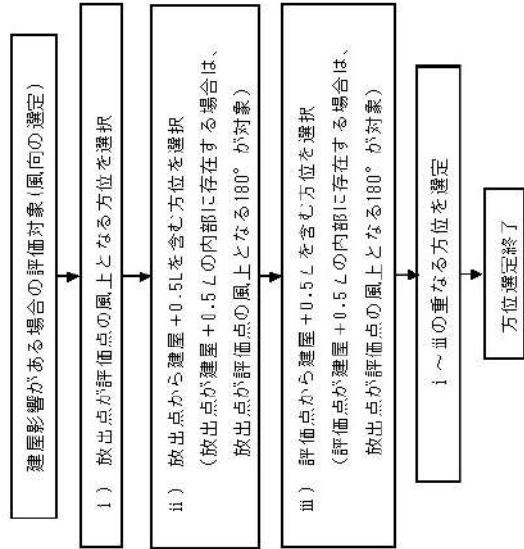 建屋影響がある場合の評価対象(風向の選定)
i) 放出点が評価点の風上となる方位を選択
ii) 放出点から建屋+0.5Lを含む方位を選択
(放出点が建屋+0.5Lの内部に存在する場合は、
放出点が評価点の風上となる180°が対象)
iii) 評価点から建屋+0.5Lを含む方位を選択
(評価点が建屋+0.5Lの内部に存在する場合は、
放出点が評価点の風上となる180°が対象)
i~iiiの重なる方位を選定
方位選定終了